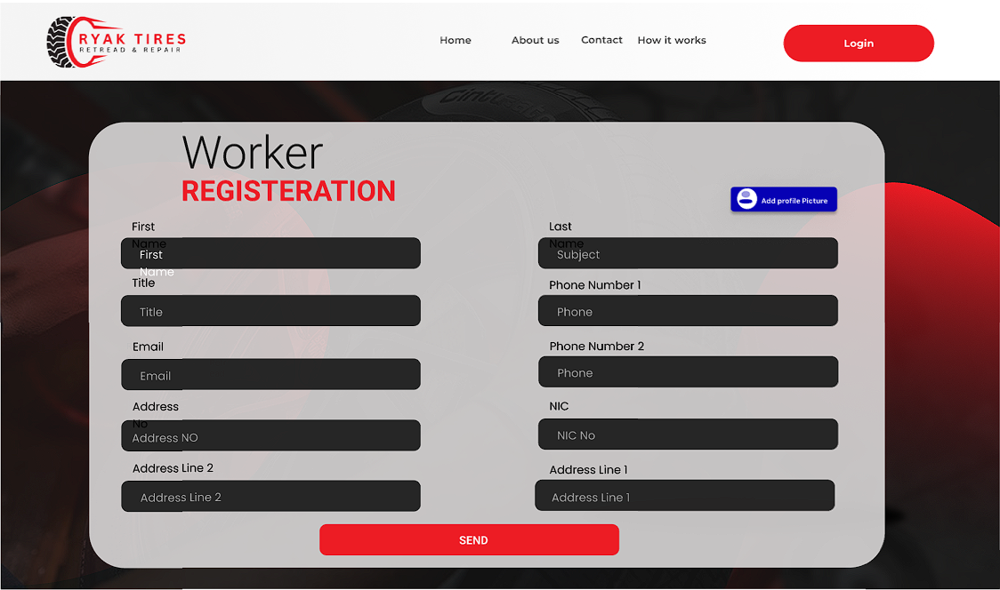 RYAK TIRES
RETREAD & REPAIR
Home About us Contact How it works
Login
Worker
REGISTERATION
Add profile Picture
First
Name
First
Name
Last
Name
Subject
Title
Title
Phone Number 1
Phone
Email
Email
Phone Number 2
Phone
Address
No
Address NO
NIC
NIC No
Address Line 2
Address Line 2
Address Line 1
Address Line 1
SEND